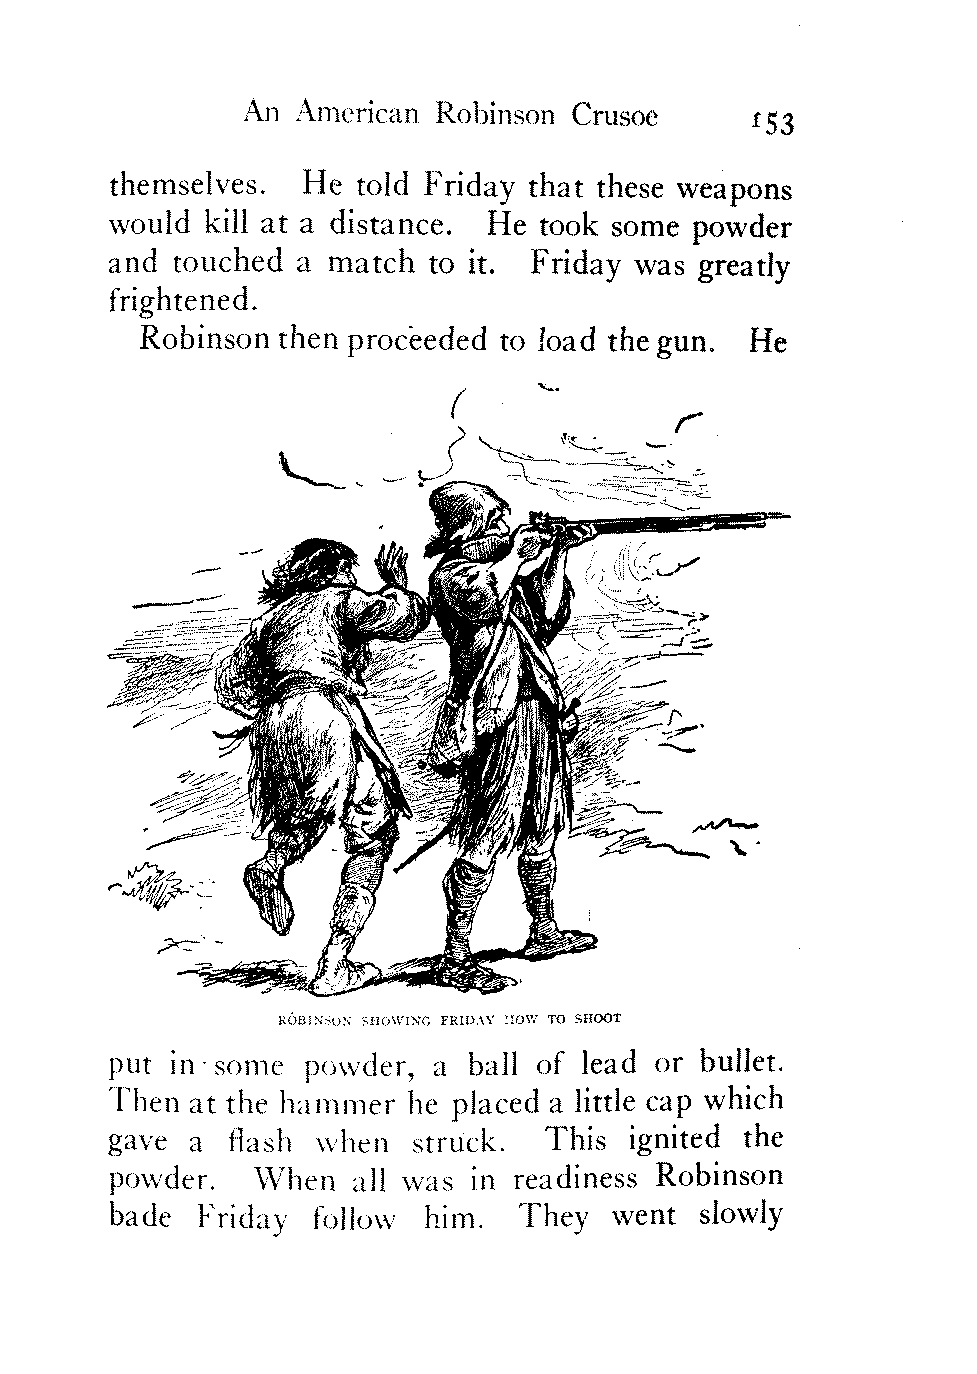 An American Robinson Crusoe 153
themselves. He told Friday that these weapons
would kill at a distance. He took some powder
and touched a match to it. Friday was greatly
frightened.
Robinson then proceeded to load the gun. He
ROBINSON SHOWING FRIDAY HOW TO SHOOT
put in some powder, a ball of lead or bullet.
Then at the hammer he placed a little cap which
gave a flash when struck. This ignited the
powder. When all was in readiness Robinson
bade Friday follow him. They went slowly